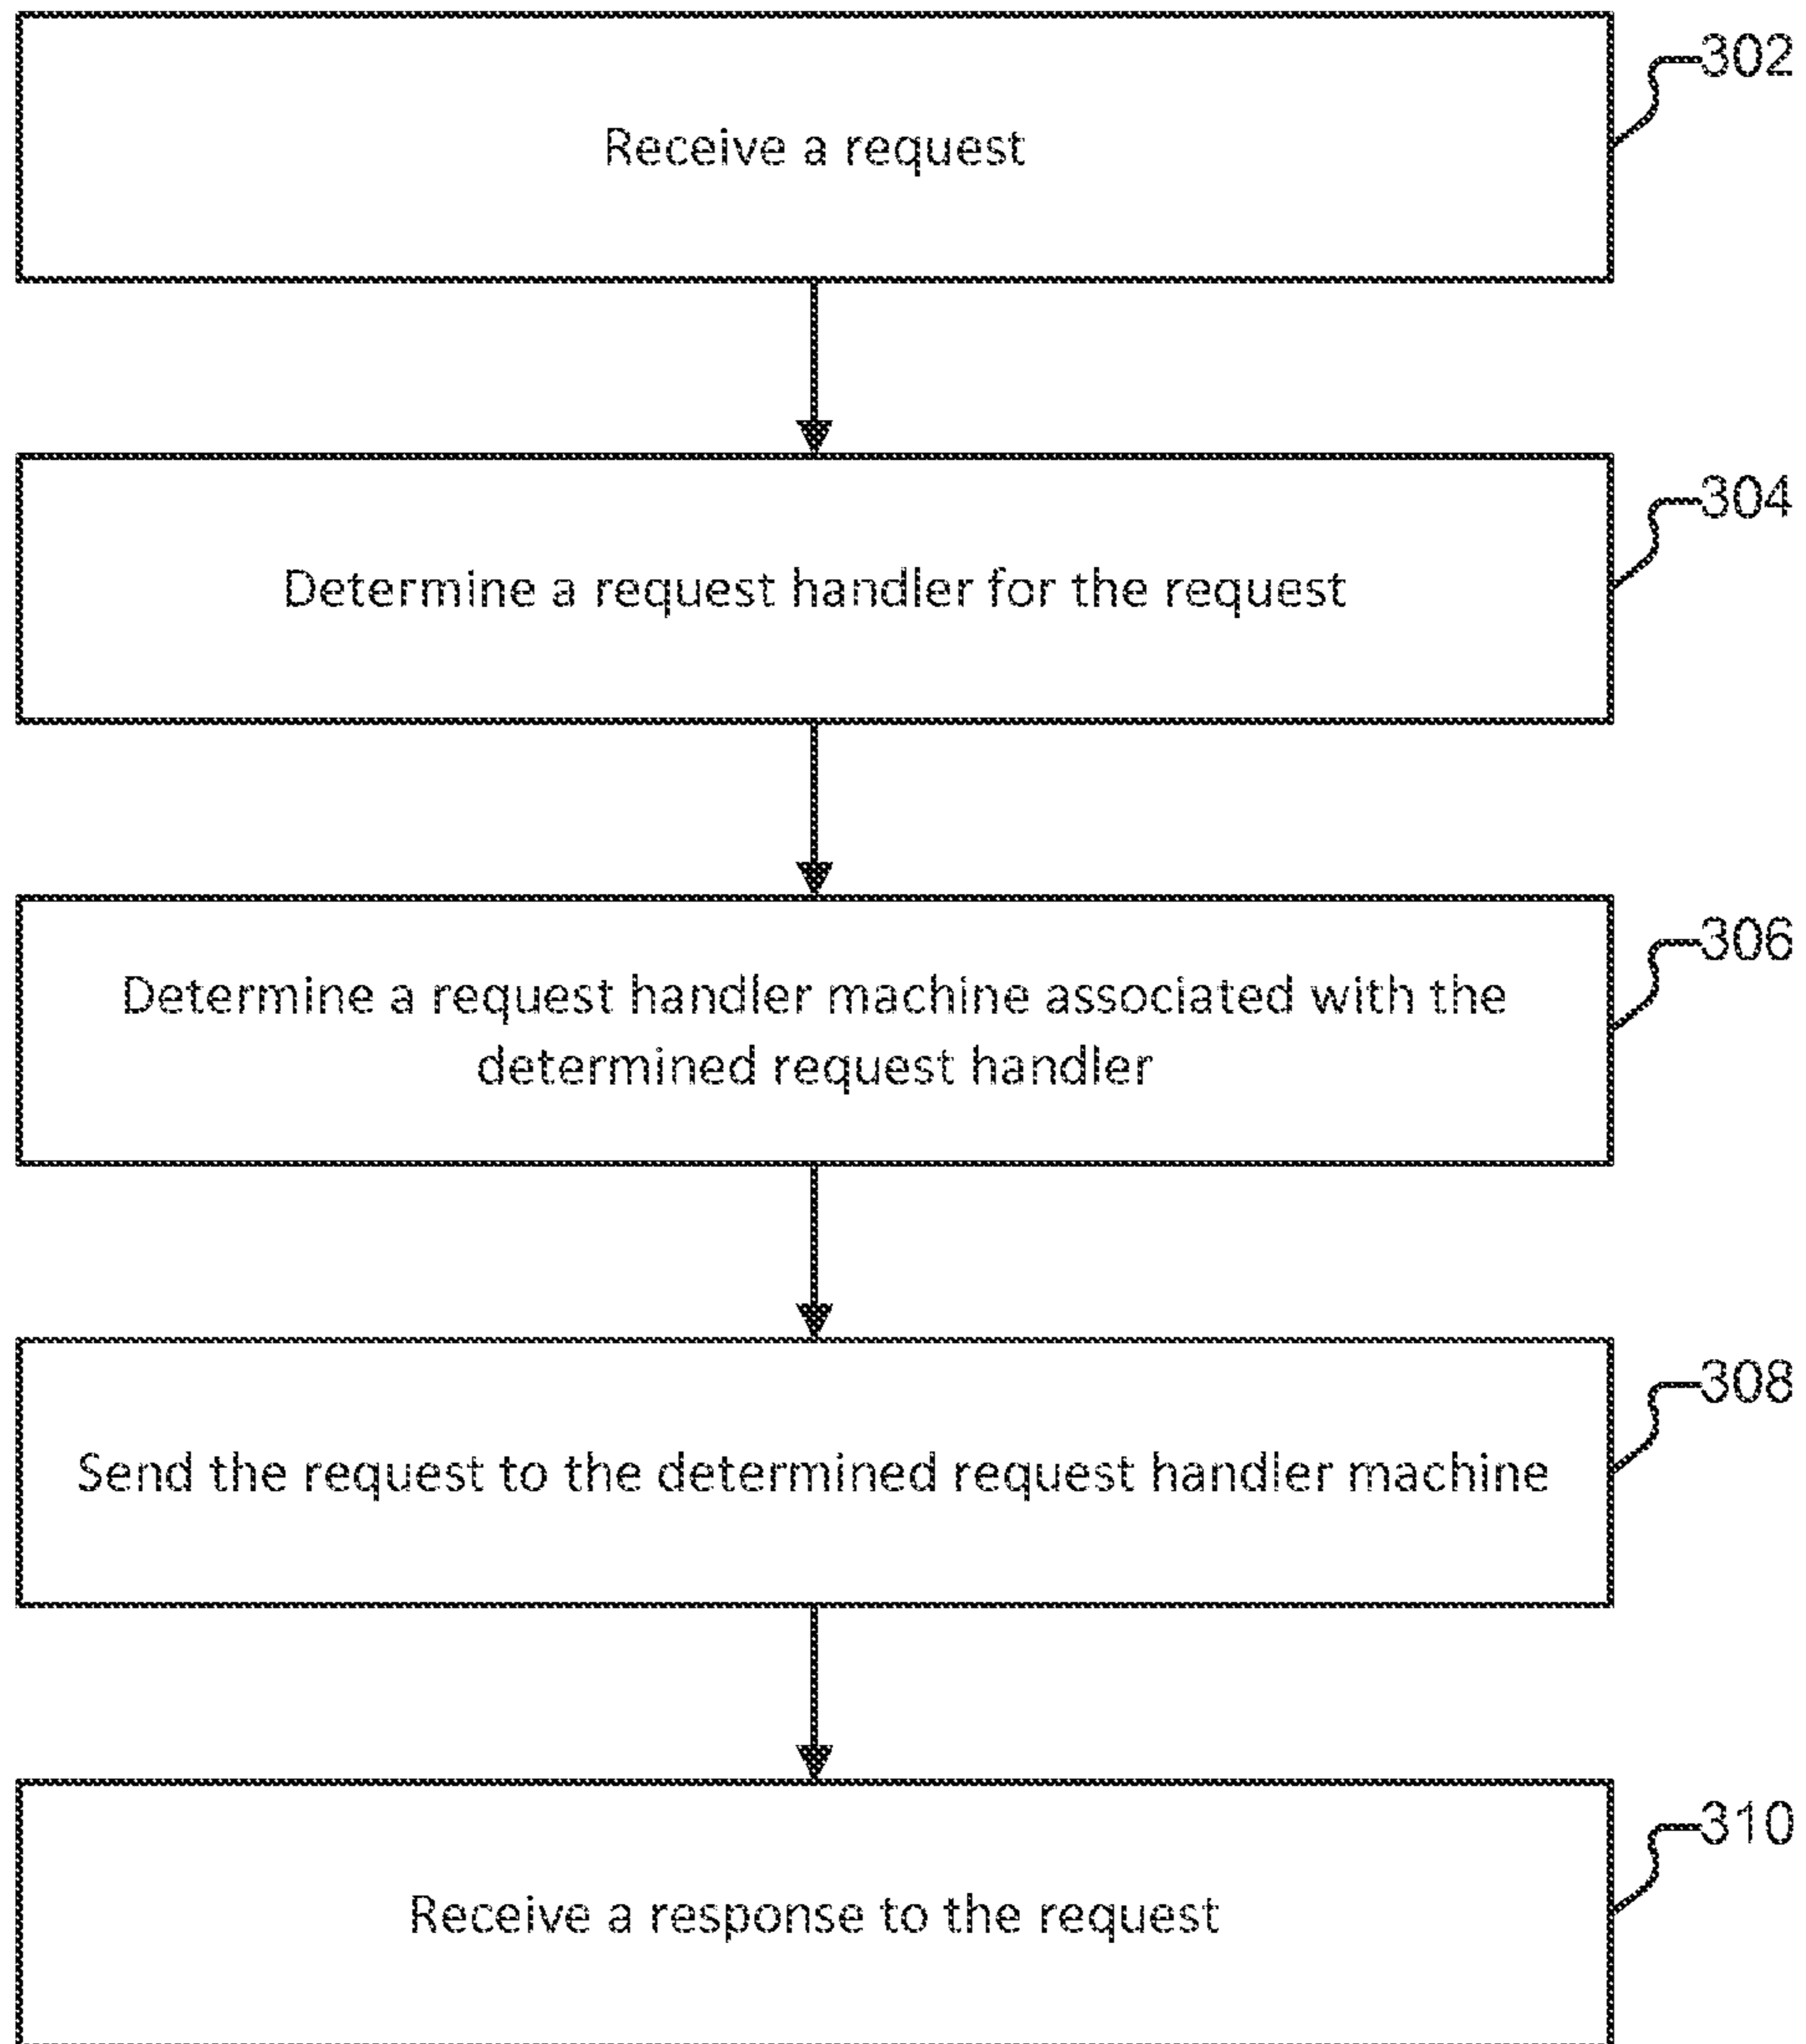 302
Receive a request
304
Determine a request handler for the request
306
Determine a request handler machine associated with the
determined request handler
308
Send the request to the determined request handler machine
310
Receive a response to the request